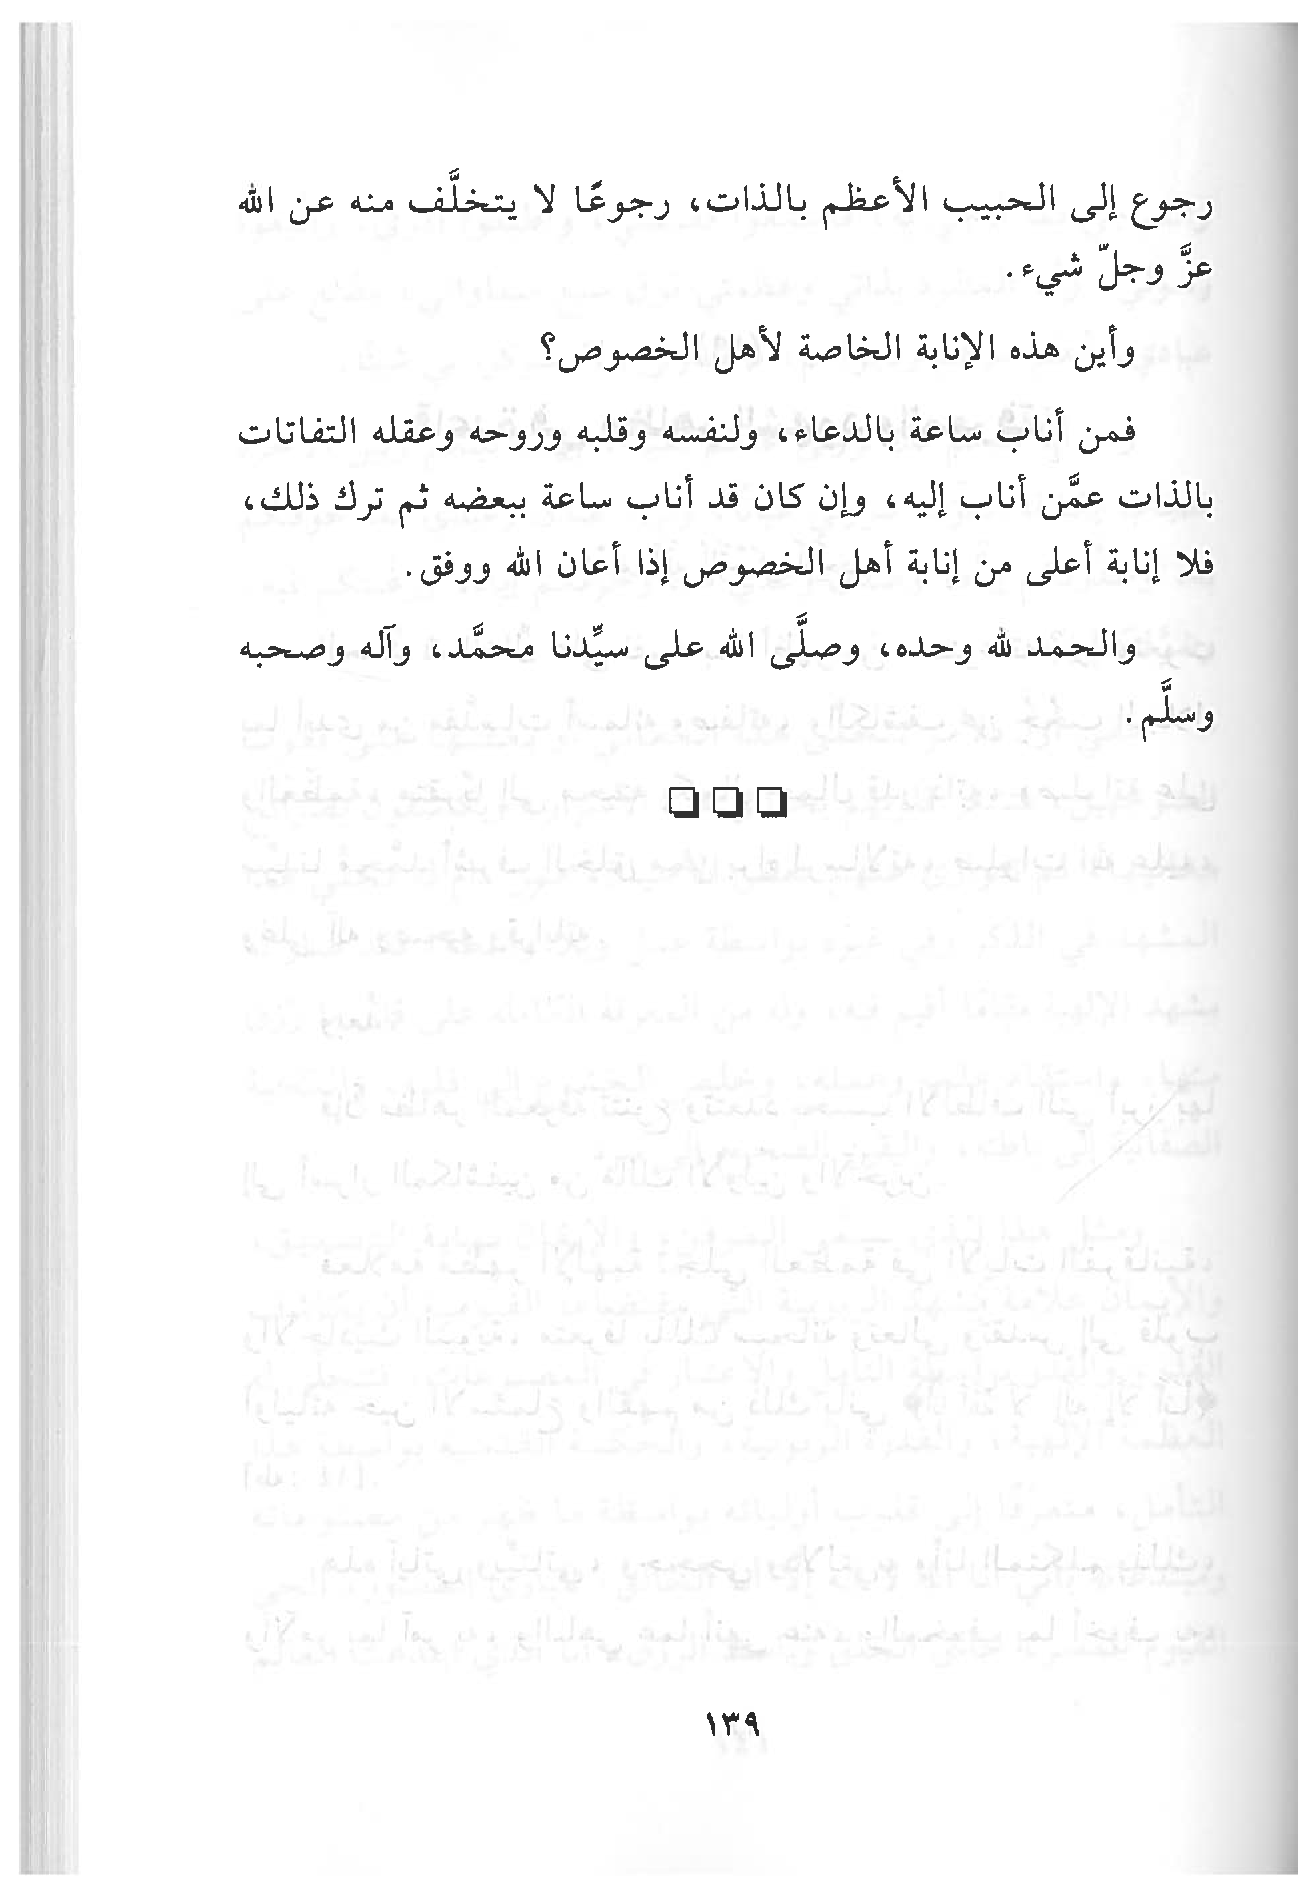 رجوع إلى الحبيب الأعظم بالذات، رجوعًا لا يتخلَّف منه عن الله
عزَّ وجلّ شيء.
وأين هذه الإنابة الخاصة لأهل الخصوص؟
فمن أناب ساعة بالدعاء، ولنفسه وقلبه وروحه وعقله التفاتات
بالذات عمَّن أناب إليه، وإن كان قد أناب ساعة ببعضه ثم ترك ذلك،
فلا إنابة أعلى من إنابة أهل الخصوص إذا أعان الله ووفق.
والحمد لله وحده، وصلَّى الله على سيِّدنا محمَّد، وآله وصحبه
وسلَّم.
١٣٩